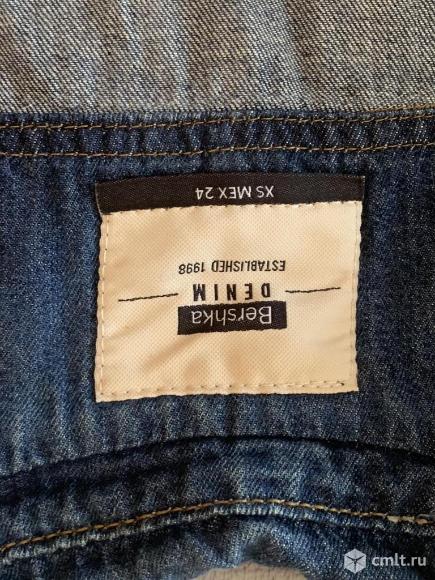 Bershka
DENIM
ESTABLISHED 1998
XS MEX 24
cmlt.ru